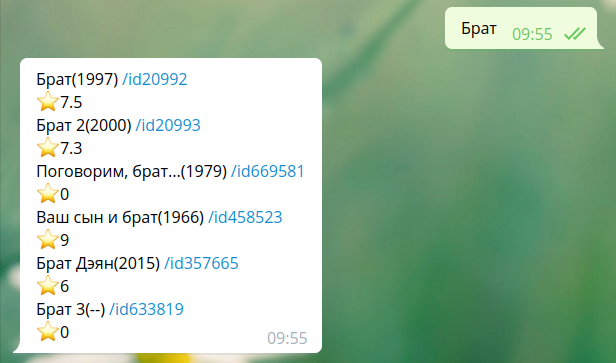 Брат 09:55
Брат(1997) /id20992
⭐7.5
Брат 2(2000) /id20993
⭐7.3
Поговорим, брат...(1979) /id669581
⭐0
Ваш сын и брат(1966) /id458523
⭐9
Брат Дэян(2015) /id357665
⭐6
Брат 3(--) /id633819
⭐0
09:55